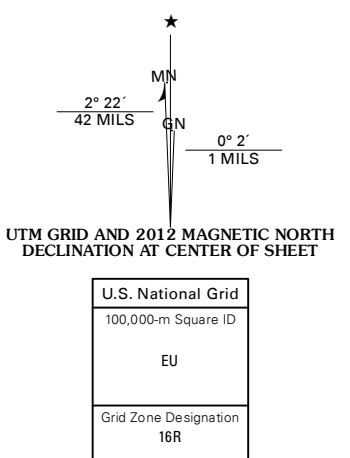 ★
MN
2° 22´
42 MILS
GN
0° 2´
1 MILS
UTM GRID AND 2012 MAGNETIC NORTH
DECLINATION AT CENTER OF SHEET
U.S. National Grid
100,000-m Square ID
EU
Grid Zone Designation
16R